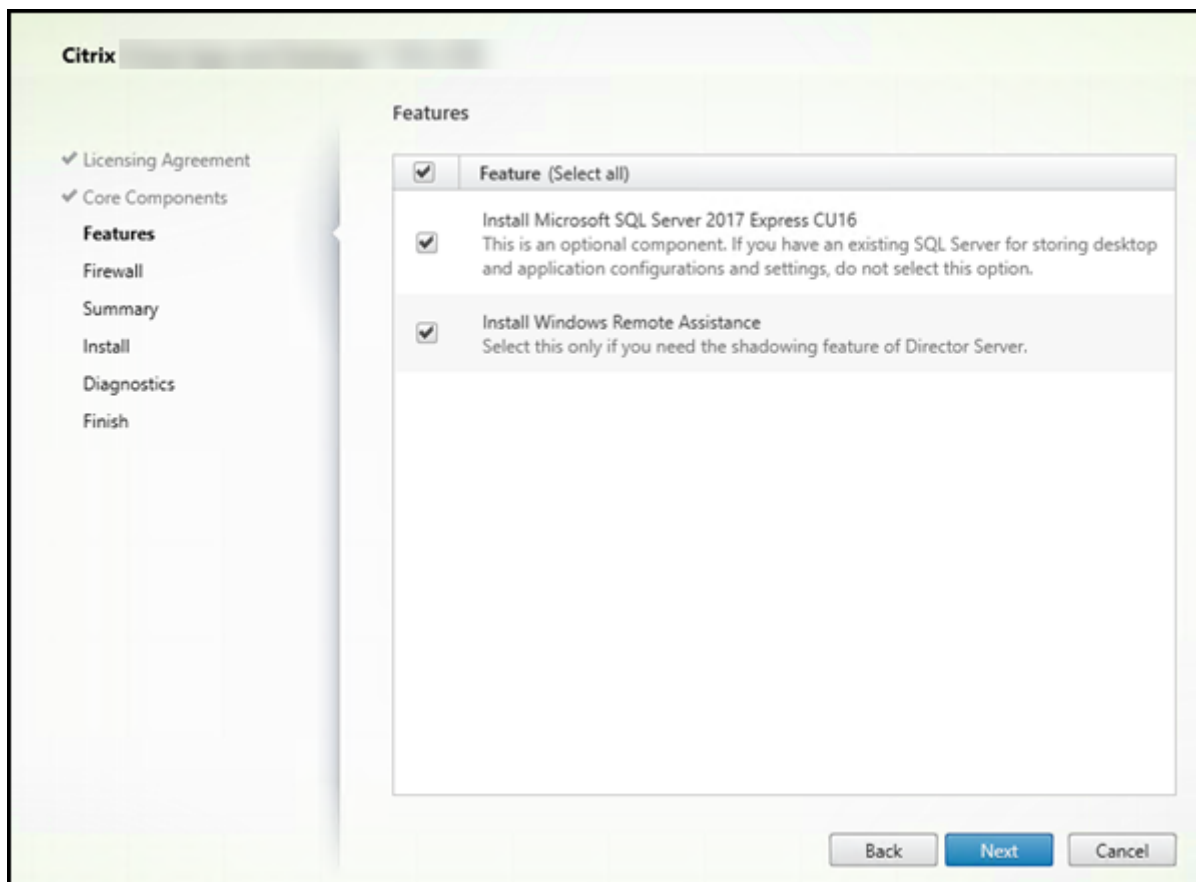 Citrix
Features
Licensing Agreement
Core Components
Features
Firewall
Summary
Install
Diagnostics
Finish
Feature (Select all)
Install Microsoft SQL Server 2017 Express CU16
This is an optional component. If you have an existing SQL Server for storing desktop
and application configurations and settings, do not select this option.
Install Windows Remote Assistance
Select this only if you need the shadowing feature of Director Server.
Back
Next
Cancel